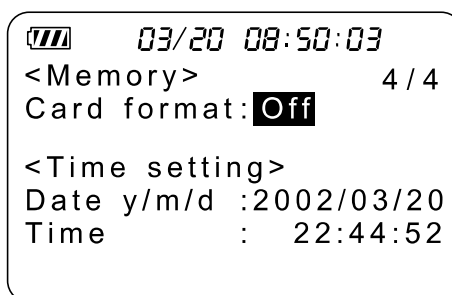 03/20 08:50:03
<Memory> 4/4
Card format:Off
<Time setting>
Date y/m/d :2002/03/20
Time : 22:44:52